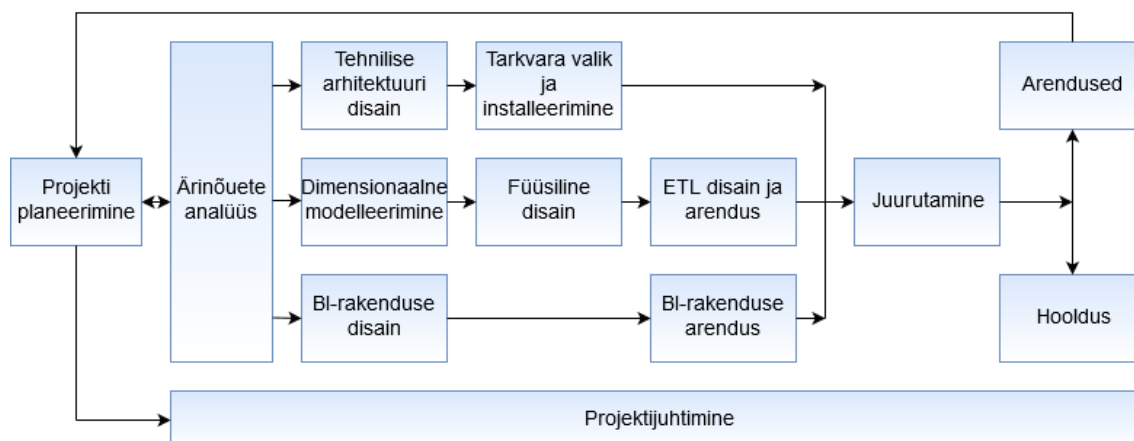 Projekti
planeerimine
Ärinõuete
analüüs
Tehnilise
arhitektuuri
disain
Tarkvara valik
ja
installeerimine
Dimensionaalne
modelleerimine
Füüsiline
disain
ETL disain ja
arendus
BI-rakenduse
disain
BI-rakenduse
arendus
Juurutamine
Arendused
Hooldus
Projektijuhtimine